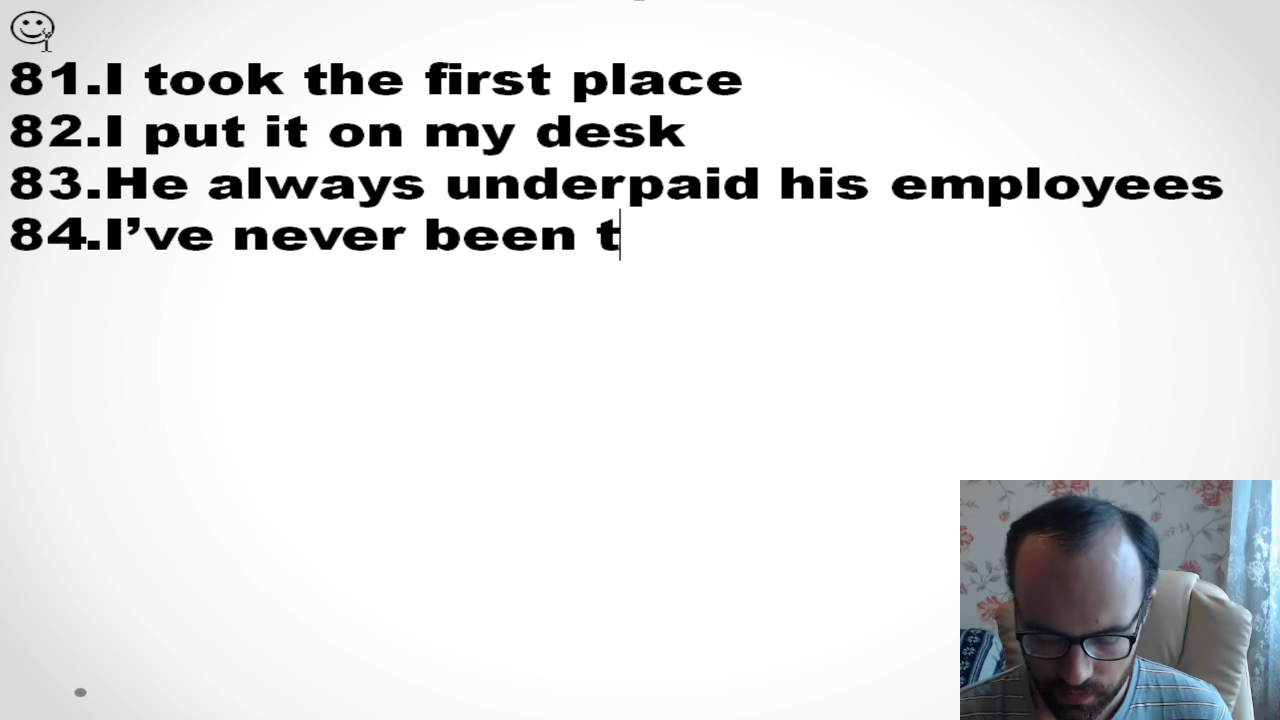 81.I took the first place
82.I put it on my desk
83.He always underpaid his employees
84.I’ve never been t